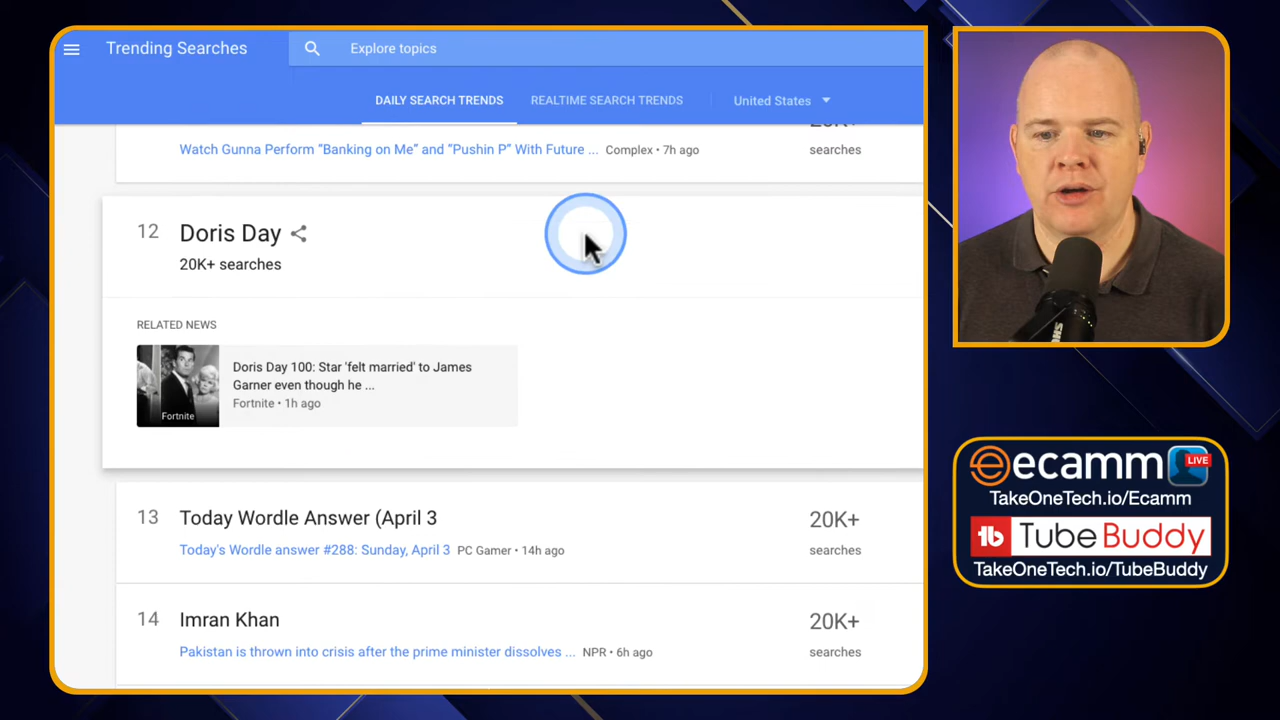 Trending Searches
Explore topics
DAILY SEARCH TRENDS
REALTIME SEARCH TRENDS
United States
Watch Gunna Perform “Banking on Me” and “Pushin P” With Future ... Complex • 7h ago
searches
12
Doris Day
20K+ searches
RELATED NEWS
Doris Day 100: Star 'felt married' to James
Garner even though he ...
Fortnite • 1h ago
Fortnite
13
Today Wordle Answer (April 3
20K+
Today's Wordle answer #288: Sunday, April 3 PC Gamer • 14h ago
searches
14
Imran Khan
20K+
Pakistan is thrown into crisis after the prime minister dissolves ... NPR • 6h ago
searches
ecamm LIVE
TakeOneTech.io/Ecamm
tb TubeBuddy
TakeOneTech.io/TubeBuddy